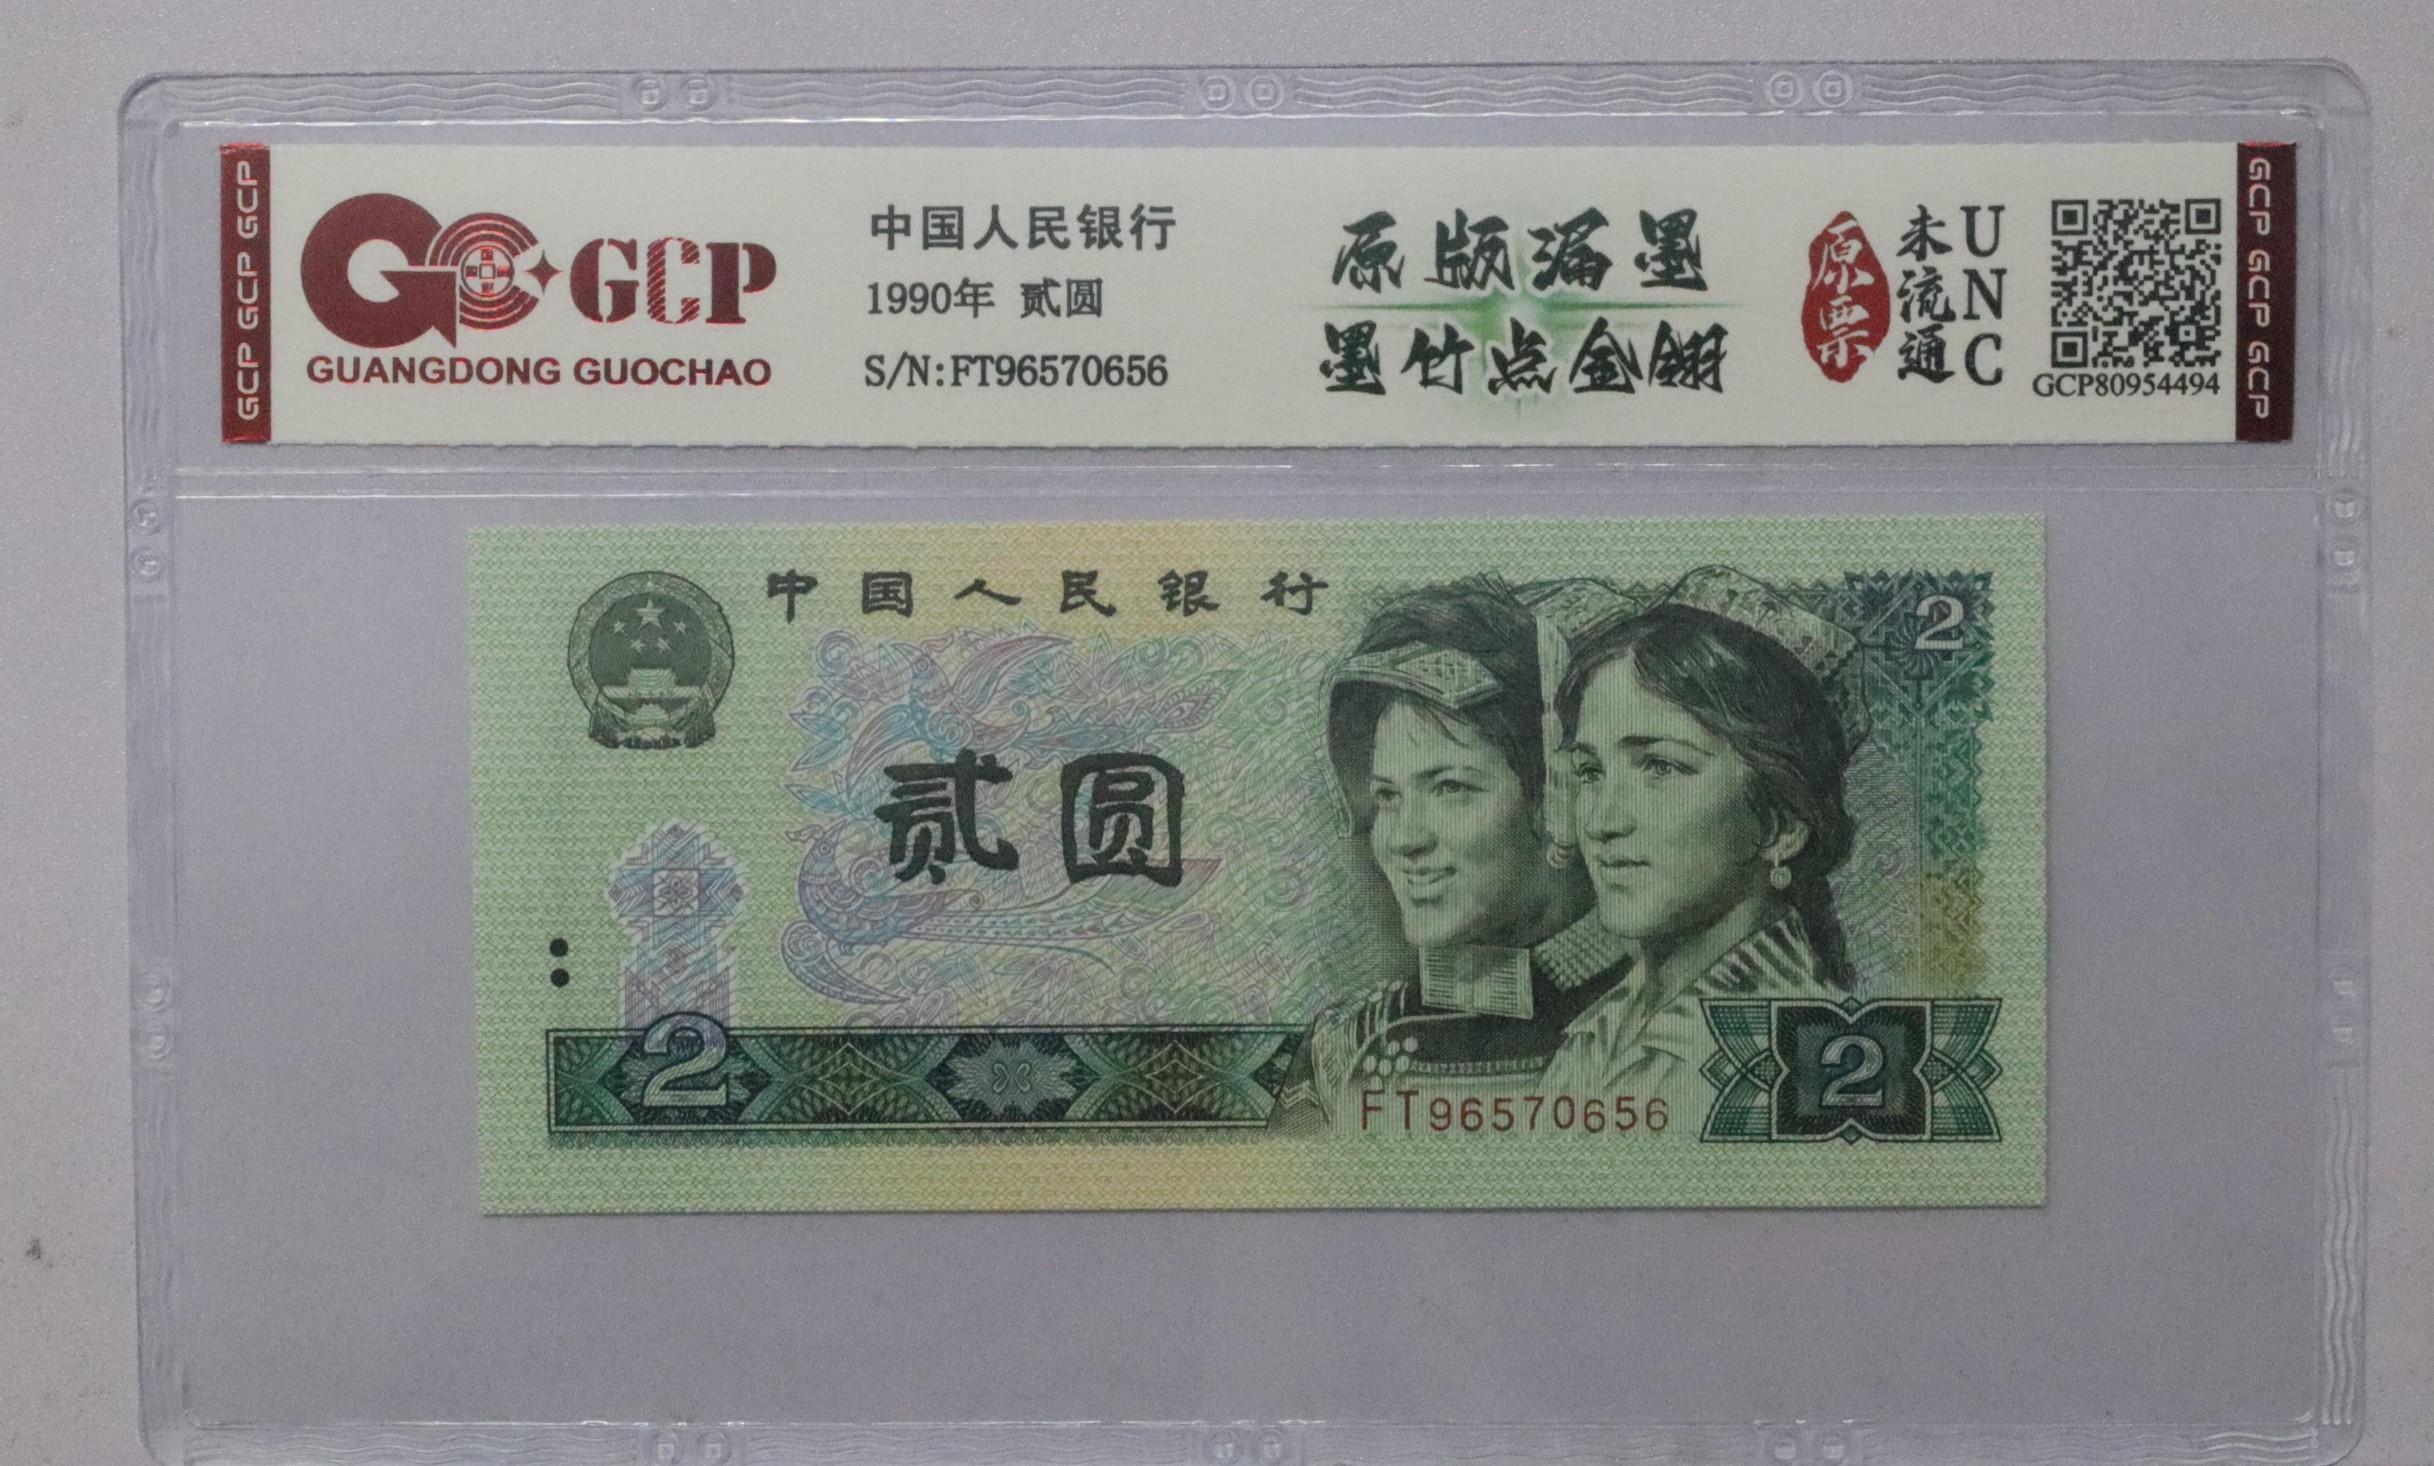 GCP GCP GCP
GCP
GUANGDONG GUOCHAO
中国人民银行
1990年 贰圆
S/N:FT96570656
原版漏墨
墨竹点金翎
原票
未流通
UNC
GCP80954494
GCP GCP GCP
中国人民银行
2
贰圆
2
FT96570656
2